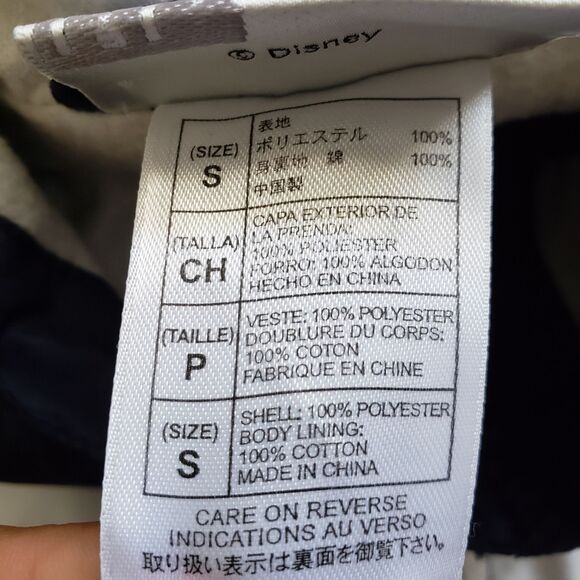 © Disney
(SIZE)
S
表地
ポリエステル 100%
身裏地 綿 100%
中国製
(TALLA)
CH
CAPA EXTERIOR DE
LA PRENDA:
100% POLIESTER
FORRO: 100% ALGODON
HECHO EN CHINA
(TAILLE)
P
VESTE: 100% POLYESTER
DOUBLURE DU CORPS:
100% COTON
FABRIQUE EN CHINE
(SIZE)
S
SHELL: 100% POLYESTER
BODY LINING:
100% COTTON
MADE IN CHINA
CARE ON REVERSE
INDICATIONS AU VERSO
取り扱い表示は裏面を御覧下さい。